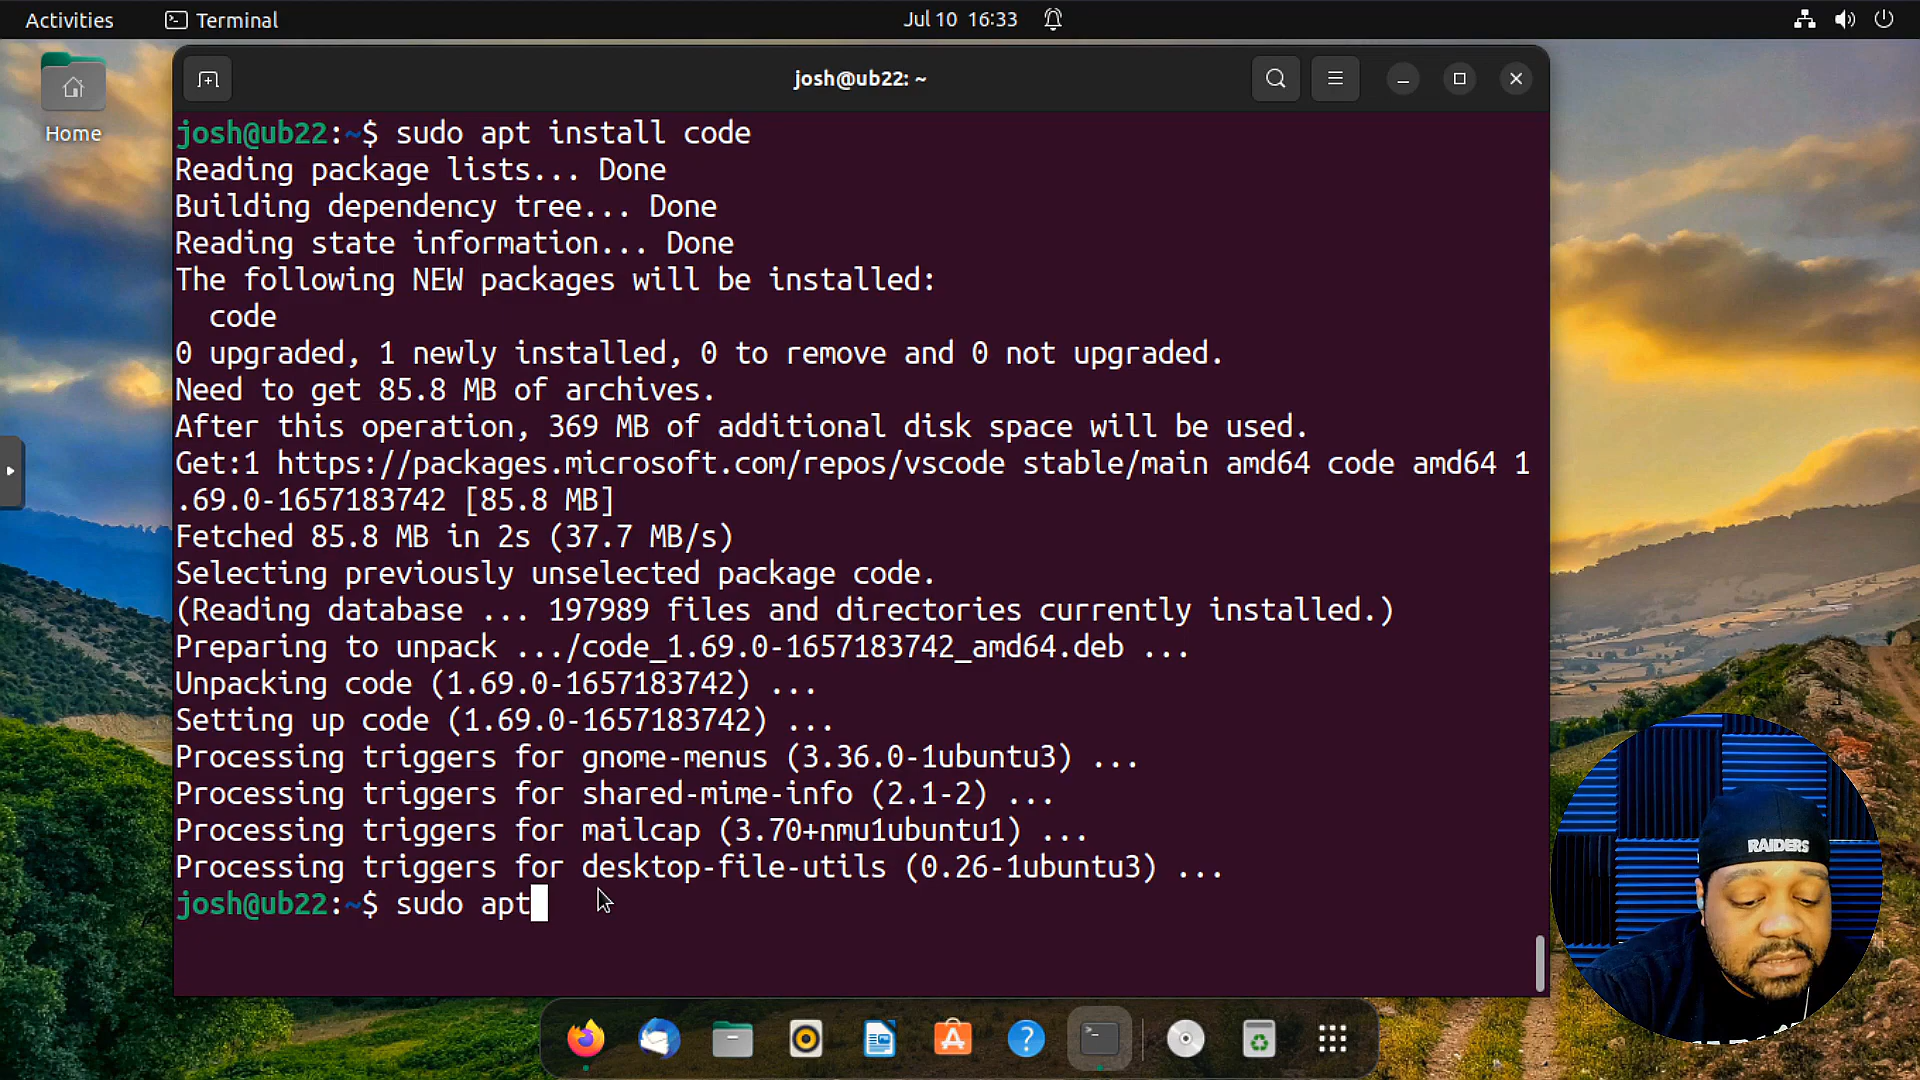 Activities
Terminal
Jul 10 16:33
josh@ub22: ~
Home
josh@ub22:~$ sudo apt install code
Reading package lists... Done
Building dependency tree... Done
Reading state information... Done
The following NEW packages will be installed:
code
0 upgraded, 1 newly installed, 0 to remove and 0 not upgraded.
Need to get 85.8 MB of archives.
After this operation, 369 MB of additional disk space will be used.
Get:1 https://packages.microsoft.com/repos/vscode stable/main amd64 code amd64 1
.69.0-1657183742 [85.8 MB]
Fetched 85.8 MB in 2s (37.7 MB/s)
Selecting previously unselected package code.
(Reading database ... 197989 files and directories currently installed.)
Preparing to unpack .../code_1.69.0-1657183742_amd64.deb ...
Unpacking code (1.69.0-1657183742) ...
Setting up code (1.69.0-1657183742) ...
Processing triggers for gnome-menus (3.36.0-1ubuntu3) ...
Processing triggers for shared-mime-info (2.1-2) ...
Processing triggers for mailcap (3.70+nmu1ubuntu1) ...
Processing triggers for desktop-file-utils (0.26-1ubuntu3) ...
josh@ub22:~$ sudo apt
RAIDERS